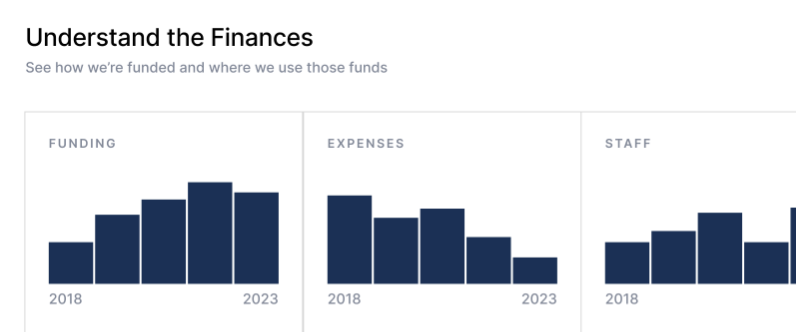 Understand the Finances
See how we're funded and where we use those funds
FUNDING
2018 2023
EXPENSES
2018 2023
STAFF
2018